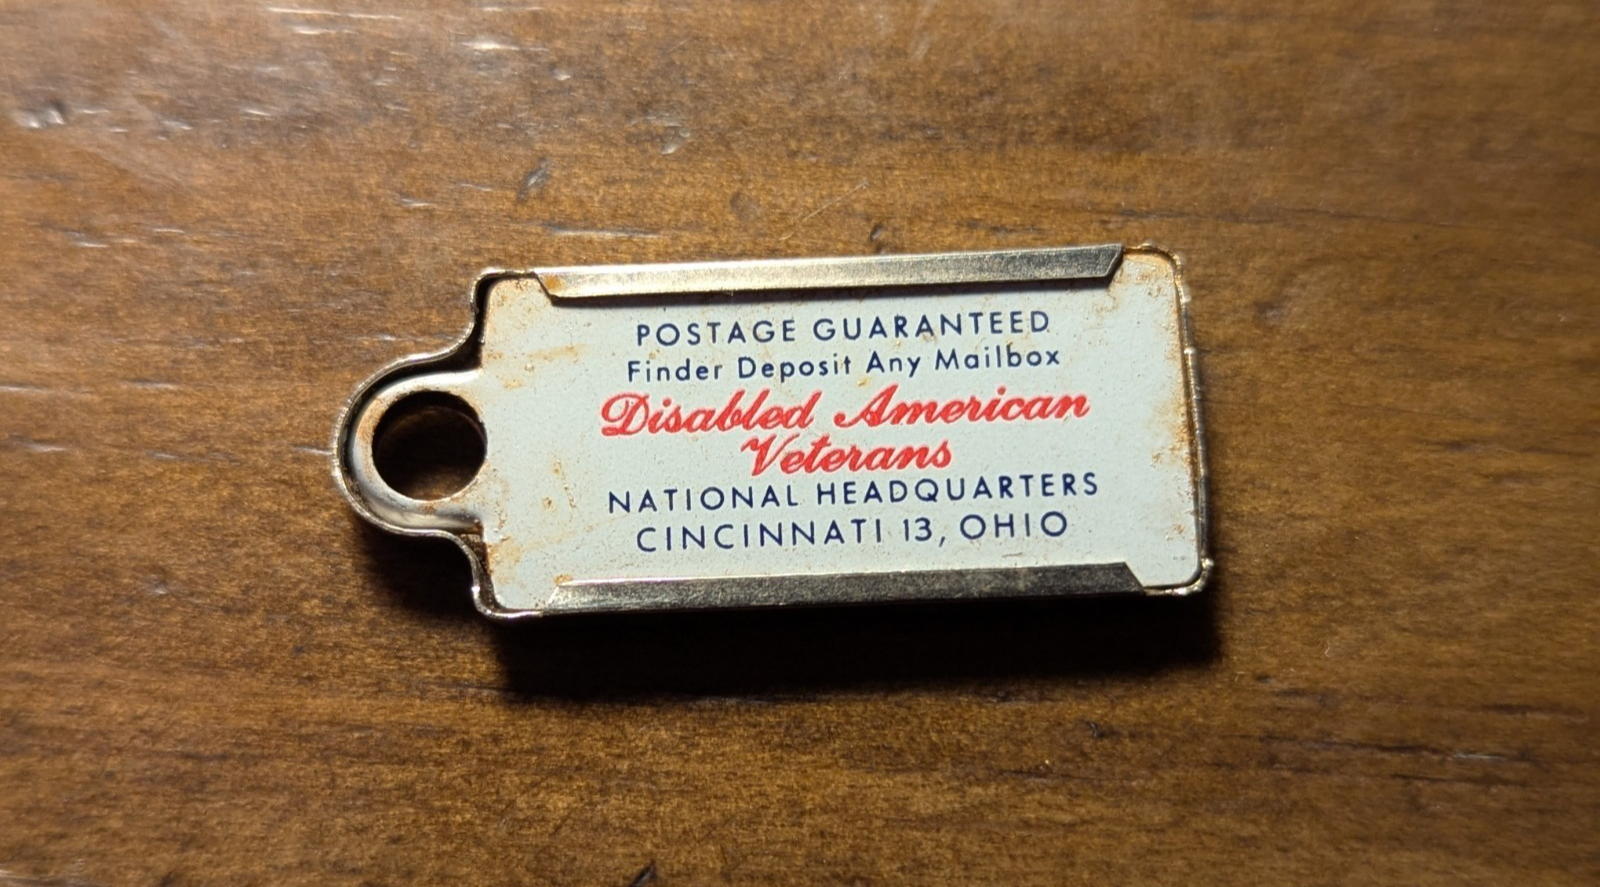 POSTAGE GUARANTEED
Finder Deposit Any Mailbox
Disabled American
Veterans
NATIONAL HEADQUARTERS
CINCINNATI 13, OHIO